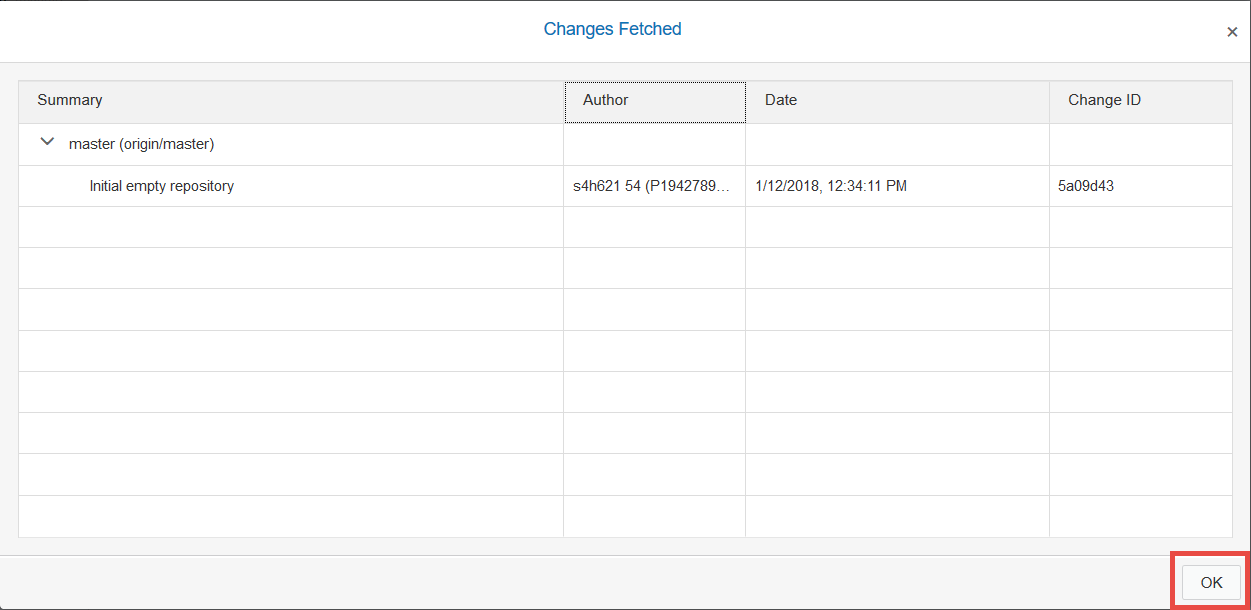 Changes Fetched
×
Summary Author Date Change ID
master (origin/master)
Initial empty repository s4h621 54 (P1942789... 1/12/2018, 12:34:11 PM 5a09d43
OK